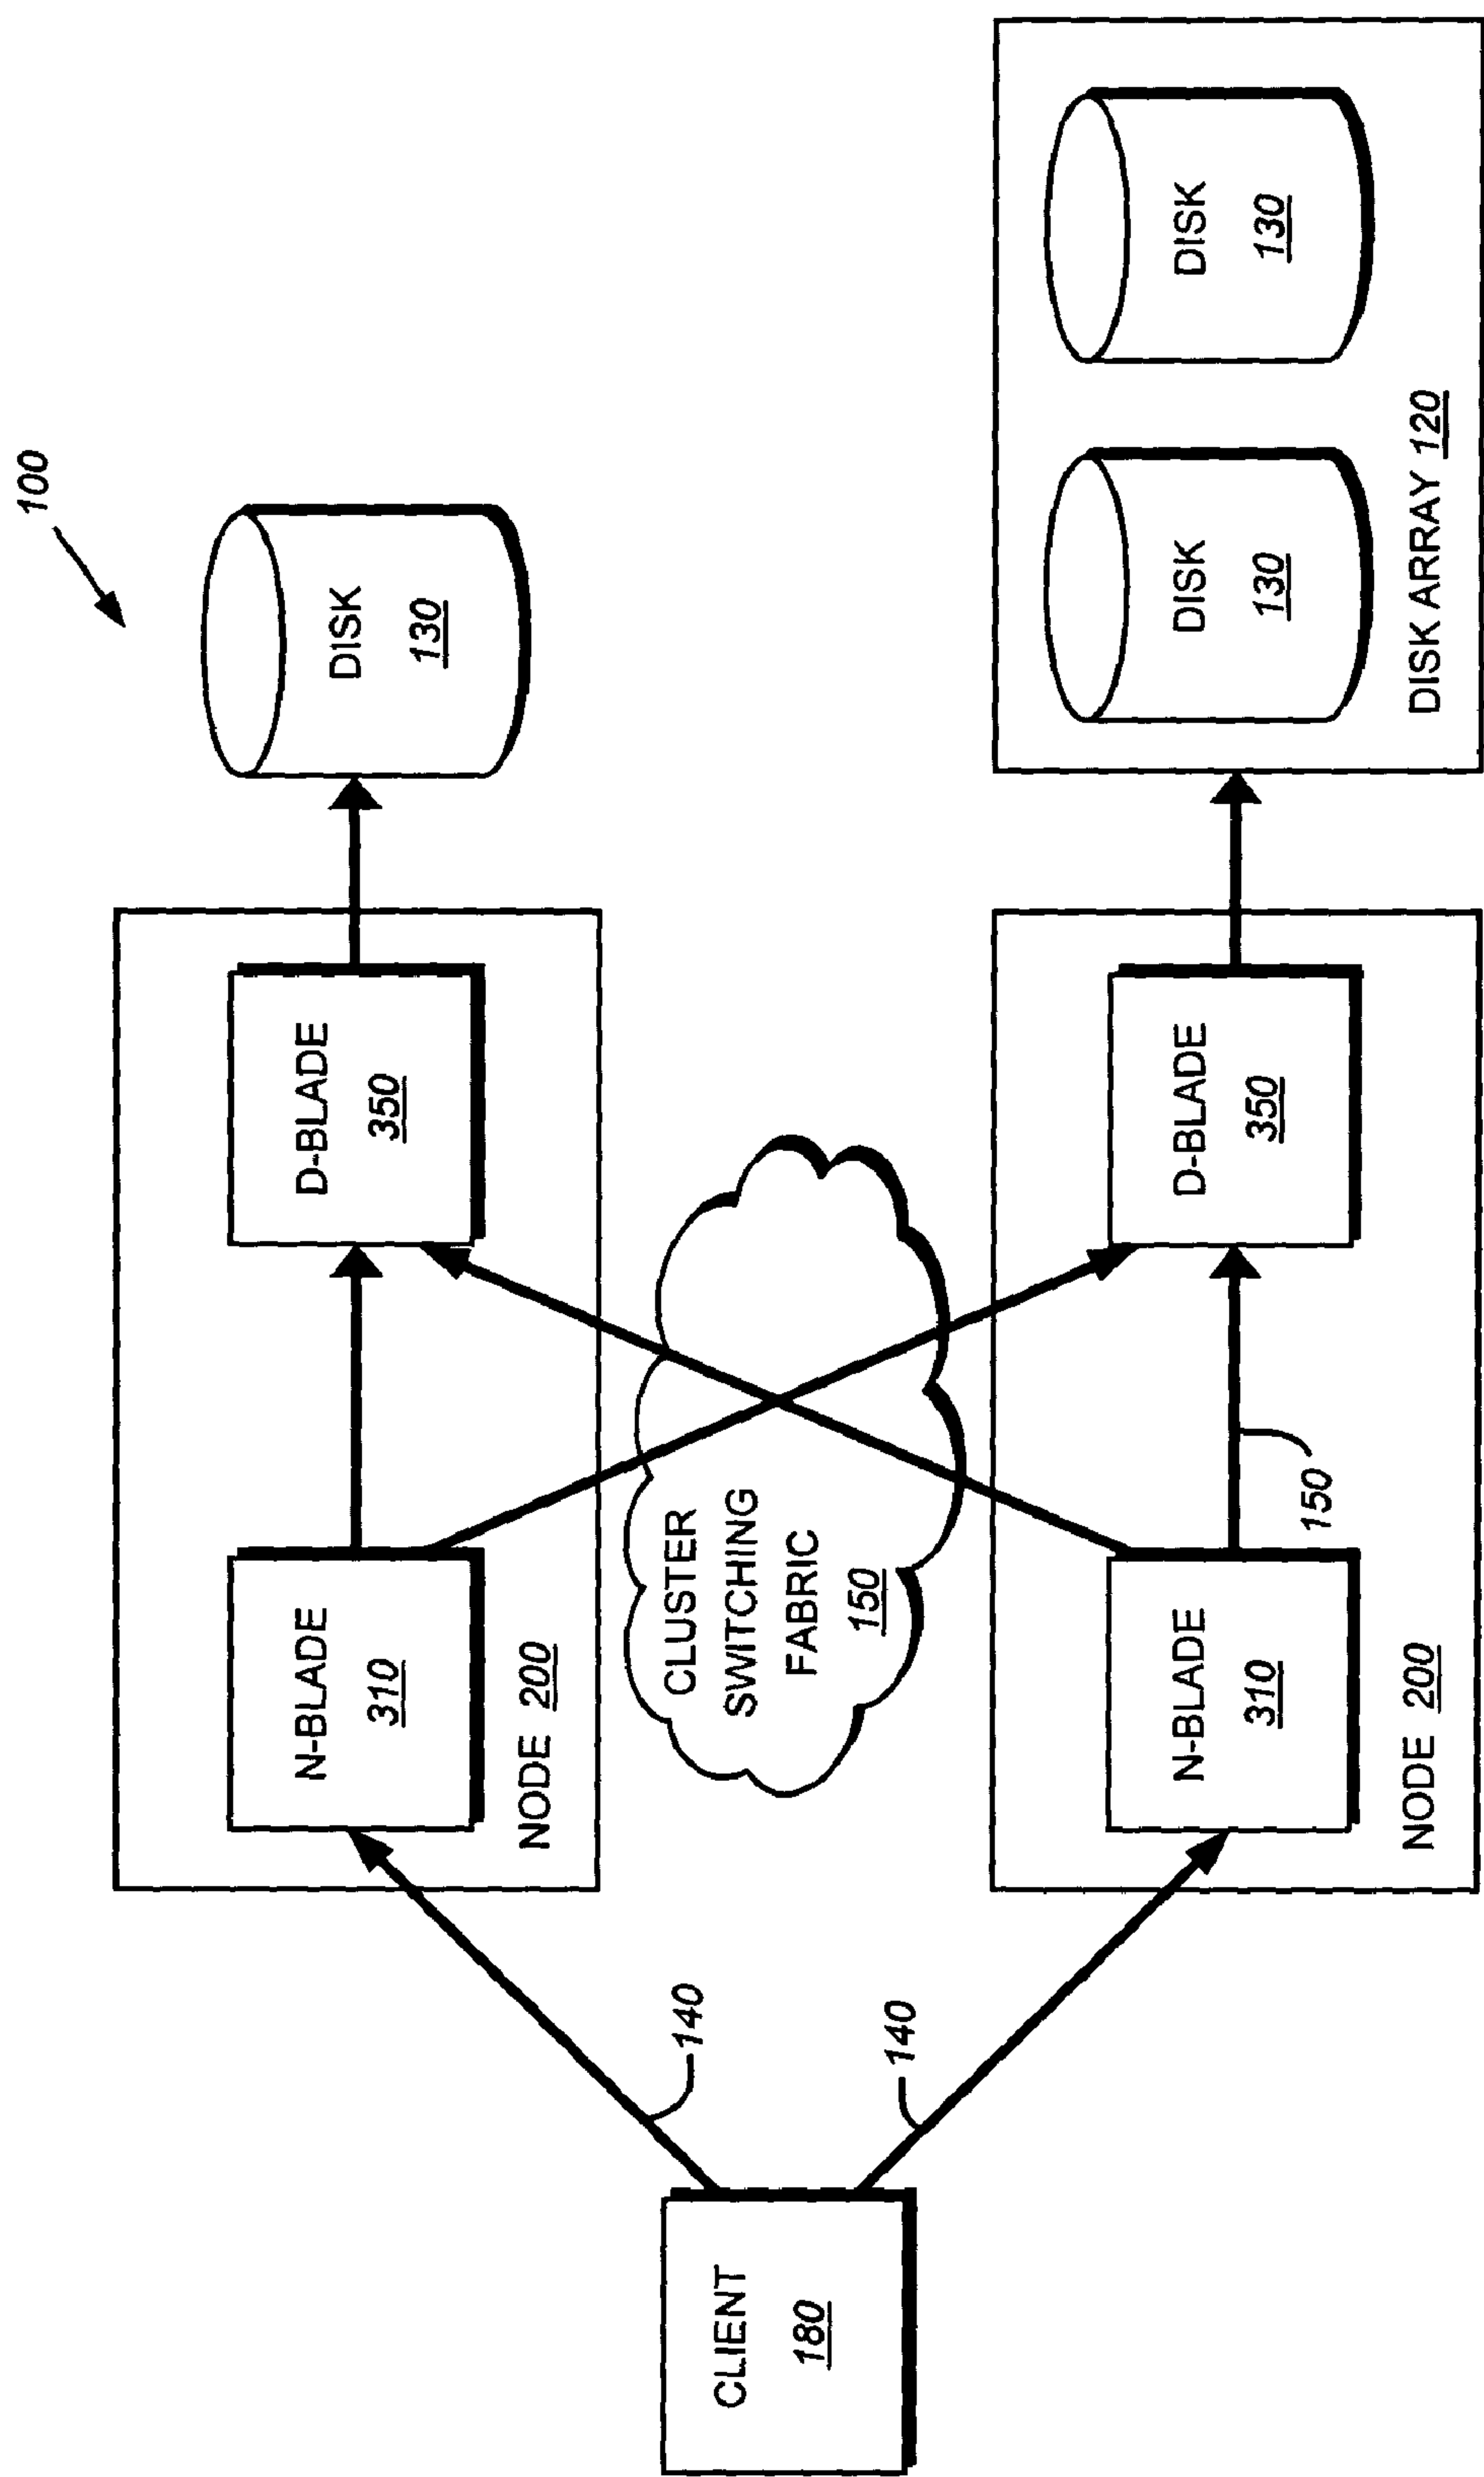 100
NODE 200
N-BLADE
310
D-BLADE
350
DISK
130
CLIENT
180
140
140
CLUSTER
SWITCHING
FABRIC
150
NODE 200
N-BLADE
310
150
D-BLADE
350
DISK
130
DISK
130
DISK ARRAY 120